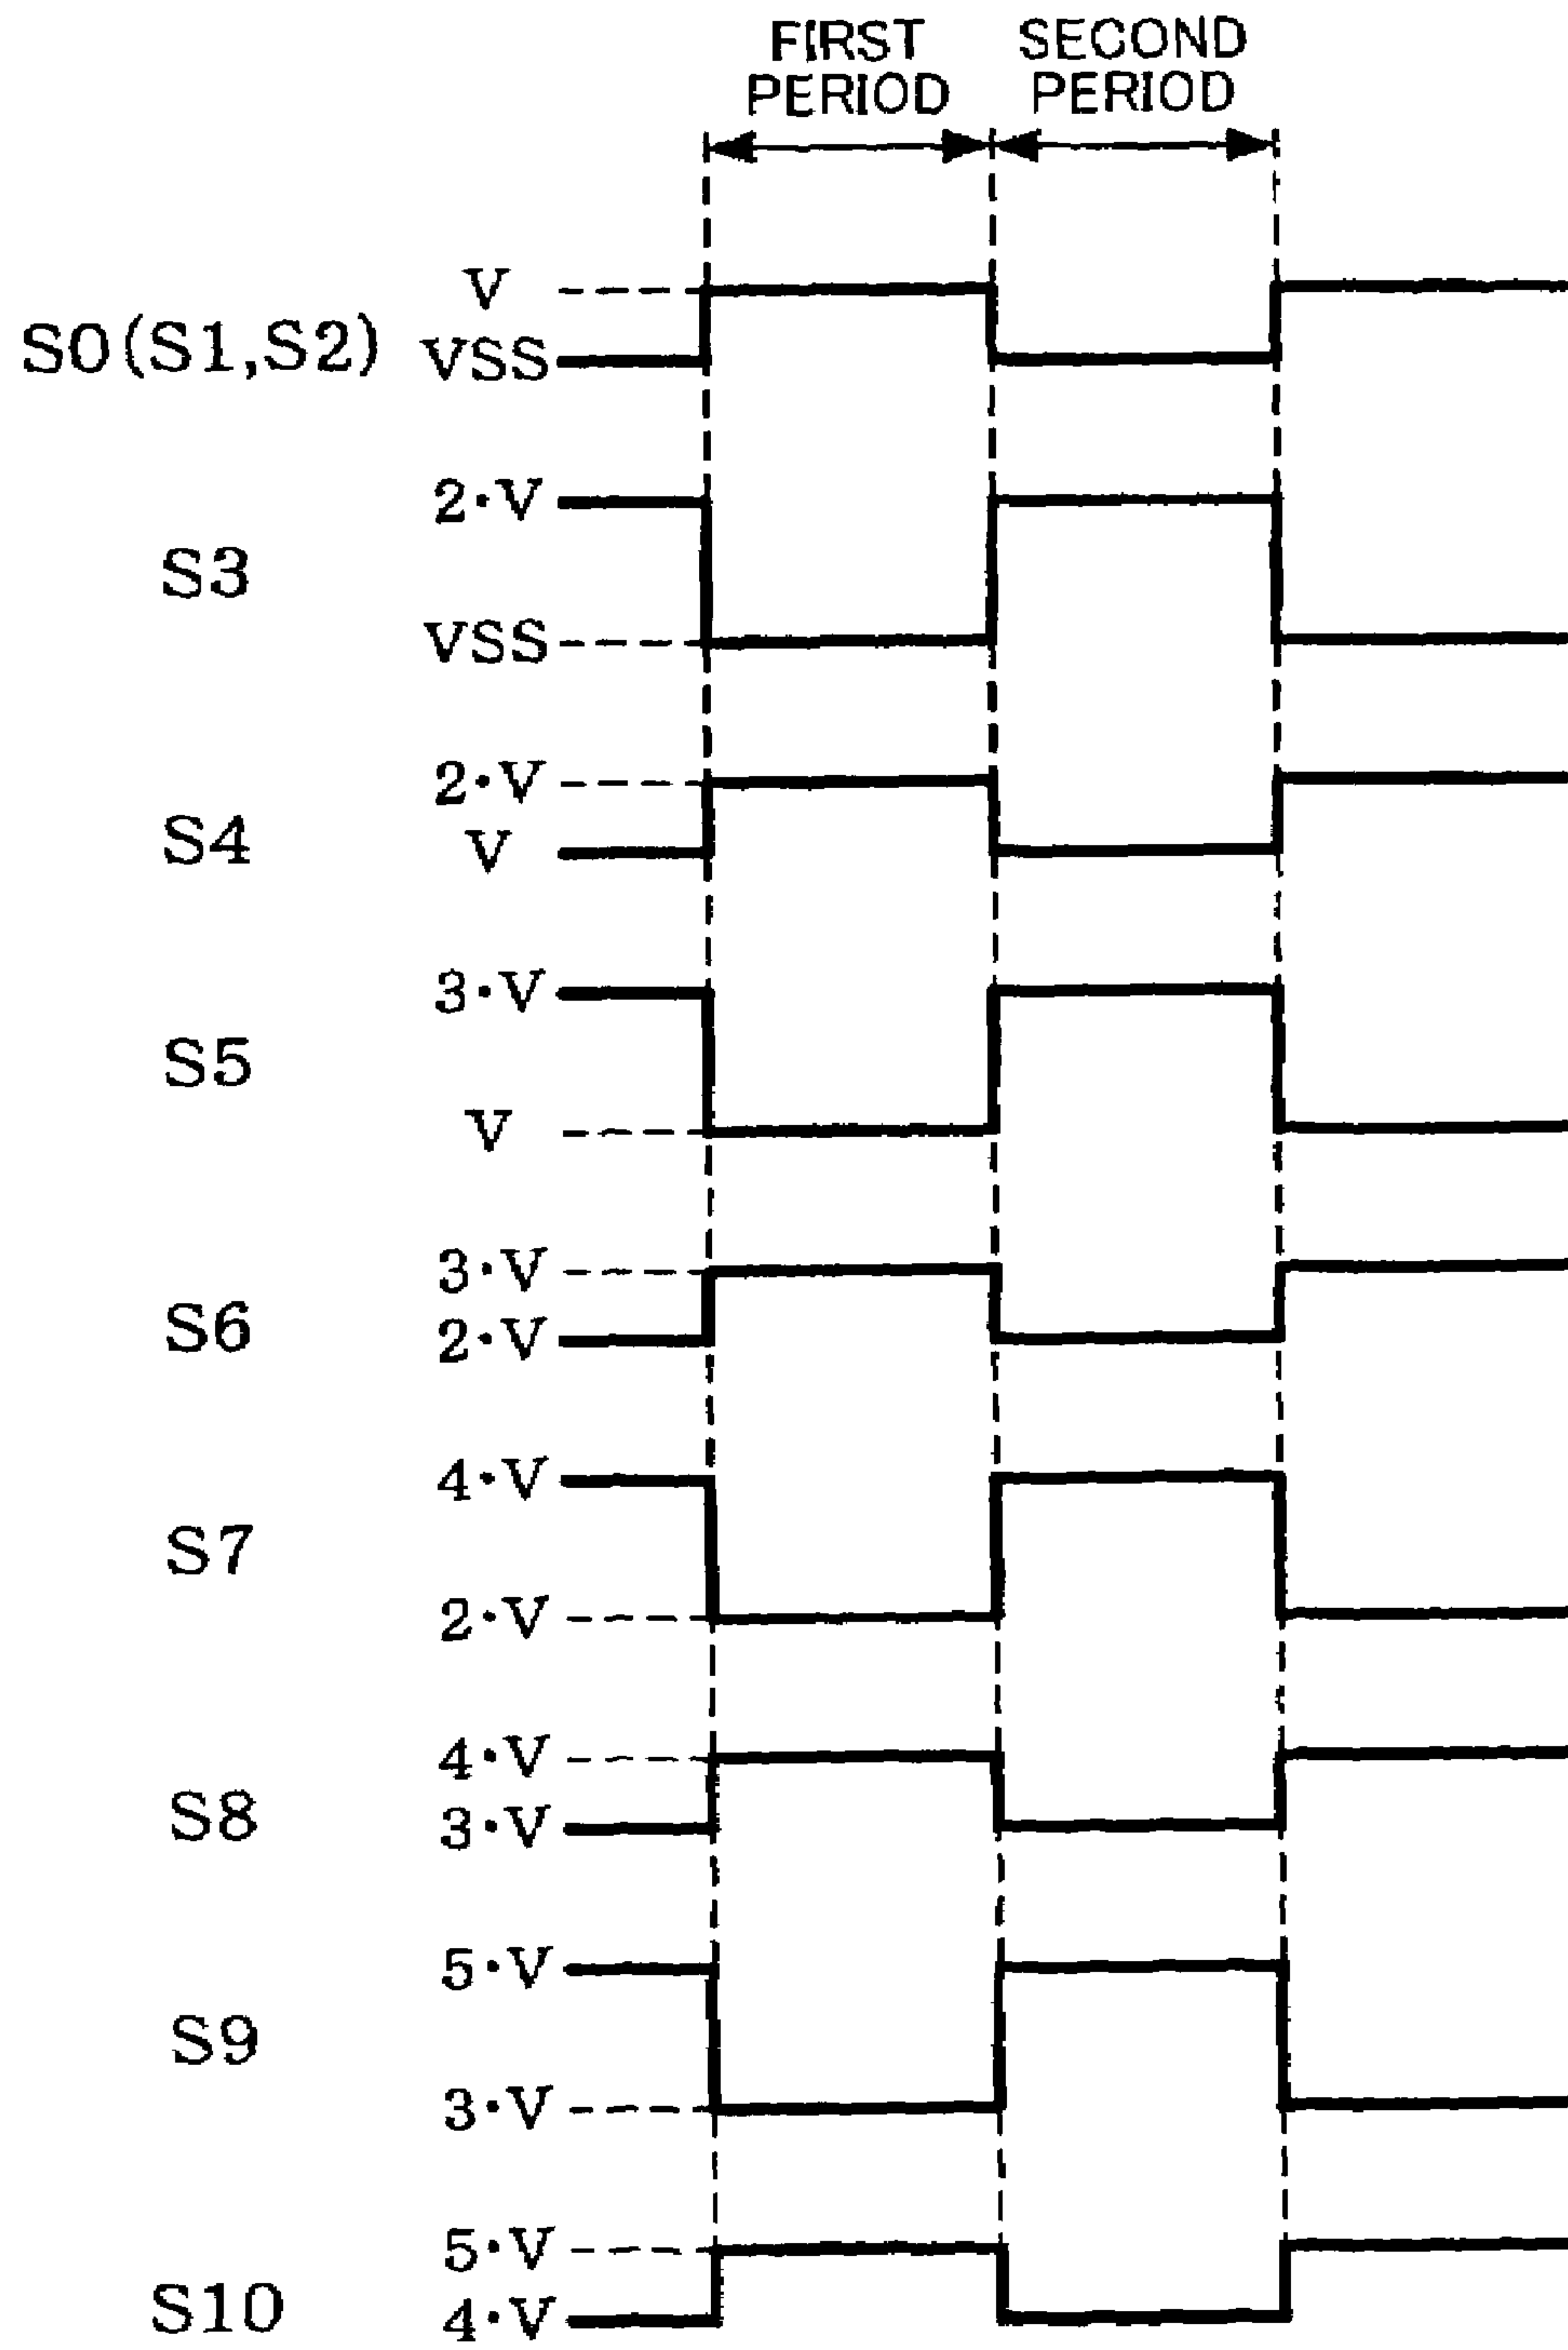 FIRST PERIOD
SECOND PERIOD
V
S0(S1,S2) VSS
2·V
S3
VSS
2·V
S4
V
3·V
S5
V
3·V
S6
2·V
4·V
S7
2·V
4·V
S8
3·V
5·V
S9
3·V
5·V
S10
4·V